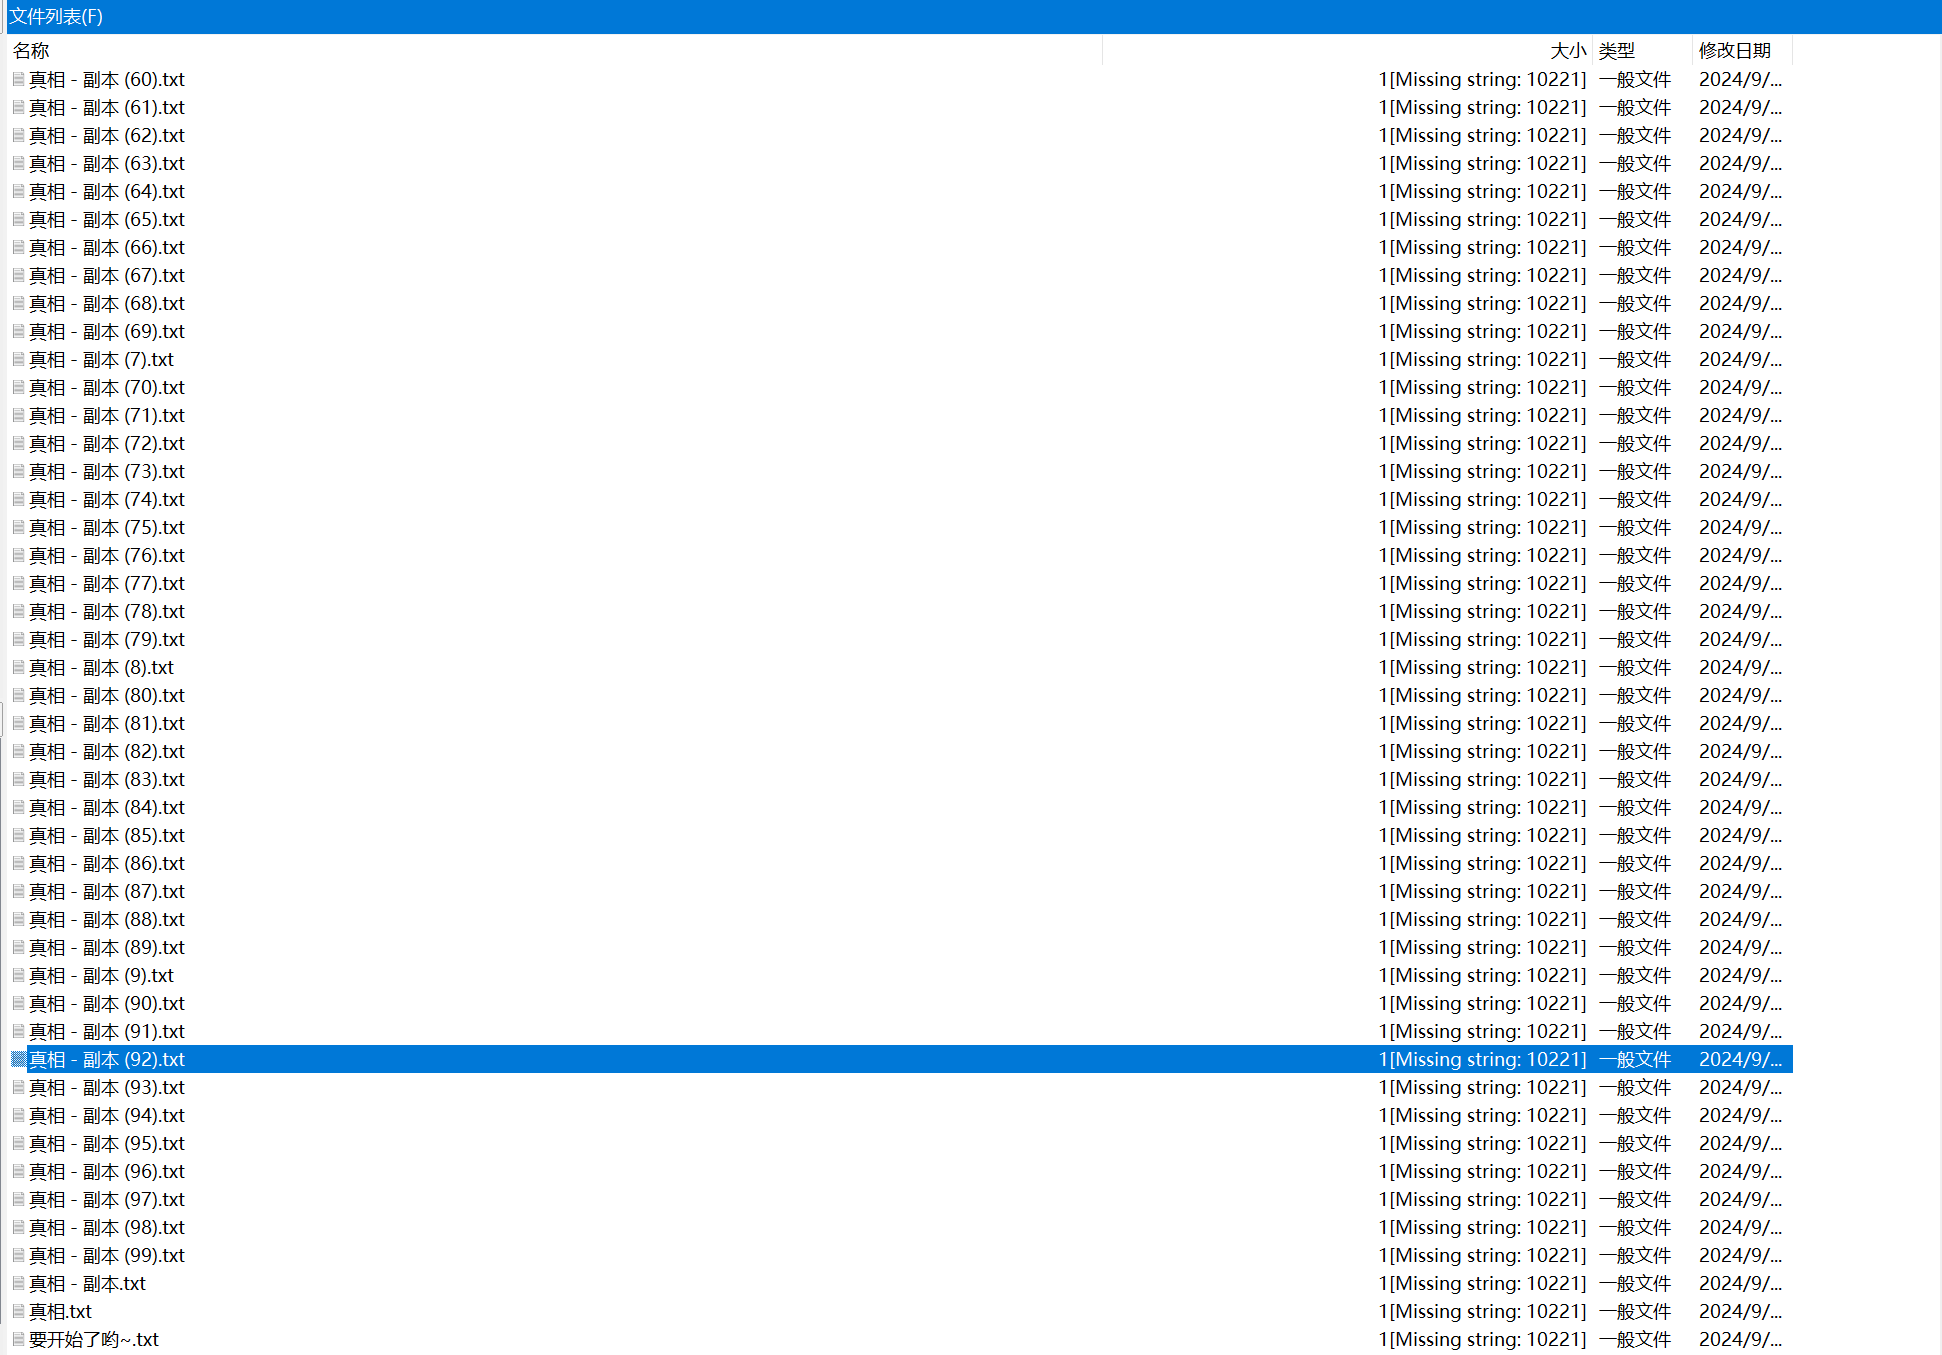 文件列表(F)
名称 大小 类型 修改日期
真相 - 副本 (60).txt 1[Missing string: 10221] 一般文件 2024/9/...
真相 - 副本 (61).txt 1[Missing string: 10221] 一般文件 2024/9/...
真相 - 副本 (62).txt 1[Missing string: 10221] 一般文件 2024/9/...
真相 - 副本 (63).txt 1[Missing string: 10221] 一般文件 2024/9/...
真相 - 副本 (64).txt 1[Missing string: 10221] 一般文件 2024/9/...
真相 - 副本 (65).txt 1[Missing string: 10221] 一般文件 2024/9/...
真相 - 副本 (66).txt 1[Missing string: 10221] 一般文件 2024/9/...
真相 - 副本 (67).txt 1[Missing string: 10221] 一般文件 2024/9/...
真相 - 副本 (68).txt 1[Missing string: 10221] 一般文件 2024/9/...
真相 - 副本 (69).txt 1[Missing string: 10221] 一般文件 2024/9/...
真相 - 副本 (7).txt 1[Missing string: 10221] 一般文件 2024/9/...
真相 - 副本 (70).txt 1[Missing string: 10221] 一般文件 2024/9/...
真相 - 副本 (71).txt 1[Missing string: 10221] 一般文件 2024/9/...
真相 - 副本 (72).txt 1[Missing string: 10221] 一般文件 2024/9/...
真相 - 副本 (73).txt 1[Missing string: 10221] 一般文件 2024/9/...
真相 - 副本 (74).txt 1[Missing string: 10221] 一般文件 2024/9/...
真相 - 副本 (75).txt 1[Missing string: 10221] 一般文件 2024/9/...
真相 - 副本 (76).txt 1[Missing string: 10221] 一般文件 2024/9/...
真相 - 副本 (77).txt 1[Missing string: 10221] 一般文件 2024/9/...
真相 - 副本 (78).txt 1[Missing string: 10221] 一般文件 2024/9/...
真相 - 副本 (79).txt 1[Missing string: 10221] 一般文件 2024/9/...
真相 - 副本 (8).txt 1[Missing string: 10221] 一般文件 2024/9/...
真相 - 副本 (80).txt 1[Missing string: 10221] 一般文件 2024/9/...
真相 - 副本 (81).txt 1[Missing string: 10221] 一般文件 2024/9/...
真相 - 副本 (82).txt 1[Missing string: 10221] 一般文件 2024/9/...
真相 - 副本 (83).txt 1[Missing string: 10221] 一般文件 2024/9/...
真相 - 副本 (84).txt 1[Missing string: 10221] 一般文件 2024/9/...
真相 - 副本 (85).txt 1[Missing string: 10221] 一般文件 2024/9/...
真相 - 副本 (86).txt 1[Missing string: 10221] 一般文件 2024/9/...
真相 - 副本 (87).txt 1[Missing string: 10221] 一般文件 2024/9/...
真相 - 副本 (88).txt 1[Missing string: 10221] 一般文件 2024/9/...
真相 - 副本 (89).txt 1[Missing string: 10221] 一般文件 2024/9/...
真相 - 副本 (9).txt 1[Missing string: 10221] 一般文件 2024/9/...
真相 - 副本 (90).txt 1[Missing string: 10221] 一般文件 2024/9/...
真相 - 副本 (91).txt 1[Missing string: 10221] 一般文件 2024/9/...
真相 - 副本 (92).txt 1[Missing string: 10221] 一般文件 2024/9/...
真相 - 副本 (93).txt 1[Missing string: 10221] 一般文件 2024/9/...
真相 - 副本 (94).txt 1[Missing string: 10221] 一般文件 2024/9/...
真相 - 副本 (95).txt 1[Missing string: 10221] 一般文件 2024/9/...
真相 - 副本 (96).txt 1[Missing string: 10221] 一般文件 2024/9/...
真相 - 副本 (97).txt 1[Missing string: 10221] 一般文件 2024/9/...
真相 - 副本 (98).txt 1[Missing string: 10221] 一般文件 2024/9/...
真相 - 副本 (99).txt 1[Missing string: 10221] 一般文件 2024/9/...
真相 - 副本.txt 1[Missing string: 10221] 一般文件 2024/9/...
真相.txt 1[Missing string: 10221] 一般文件 2024/9/...
要开始了哟~.txt 1[Missing string: 10221] 一般文件 2024/9/...